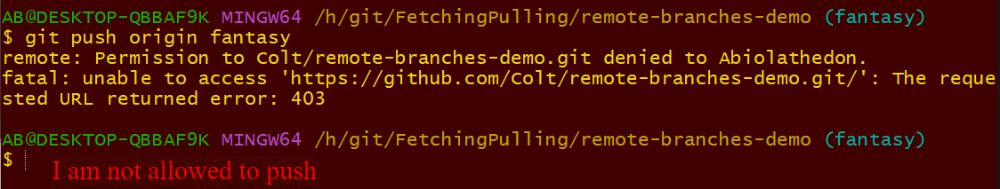 AB@DESKTOP-QBBAF9K MINGW64 /h/git/FetchingPulling/remote-branches-demo (fantasy)
$ git push origin fantasy
remote: Permission to Colt/remote-branches-demo.git denied to Abiolathedon.
fatal: unable to access 'https://github.com/Colt/remote-branches-demo.git/': The reque
sted URL returned error: 403
AB@DESKTOP-QBBAF9K MINGW64 /h/git/FetchingPulling/remote-branches-demo (fantasy)
$
I am not allowed to push